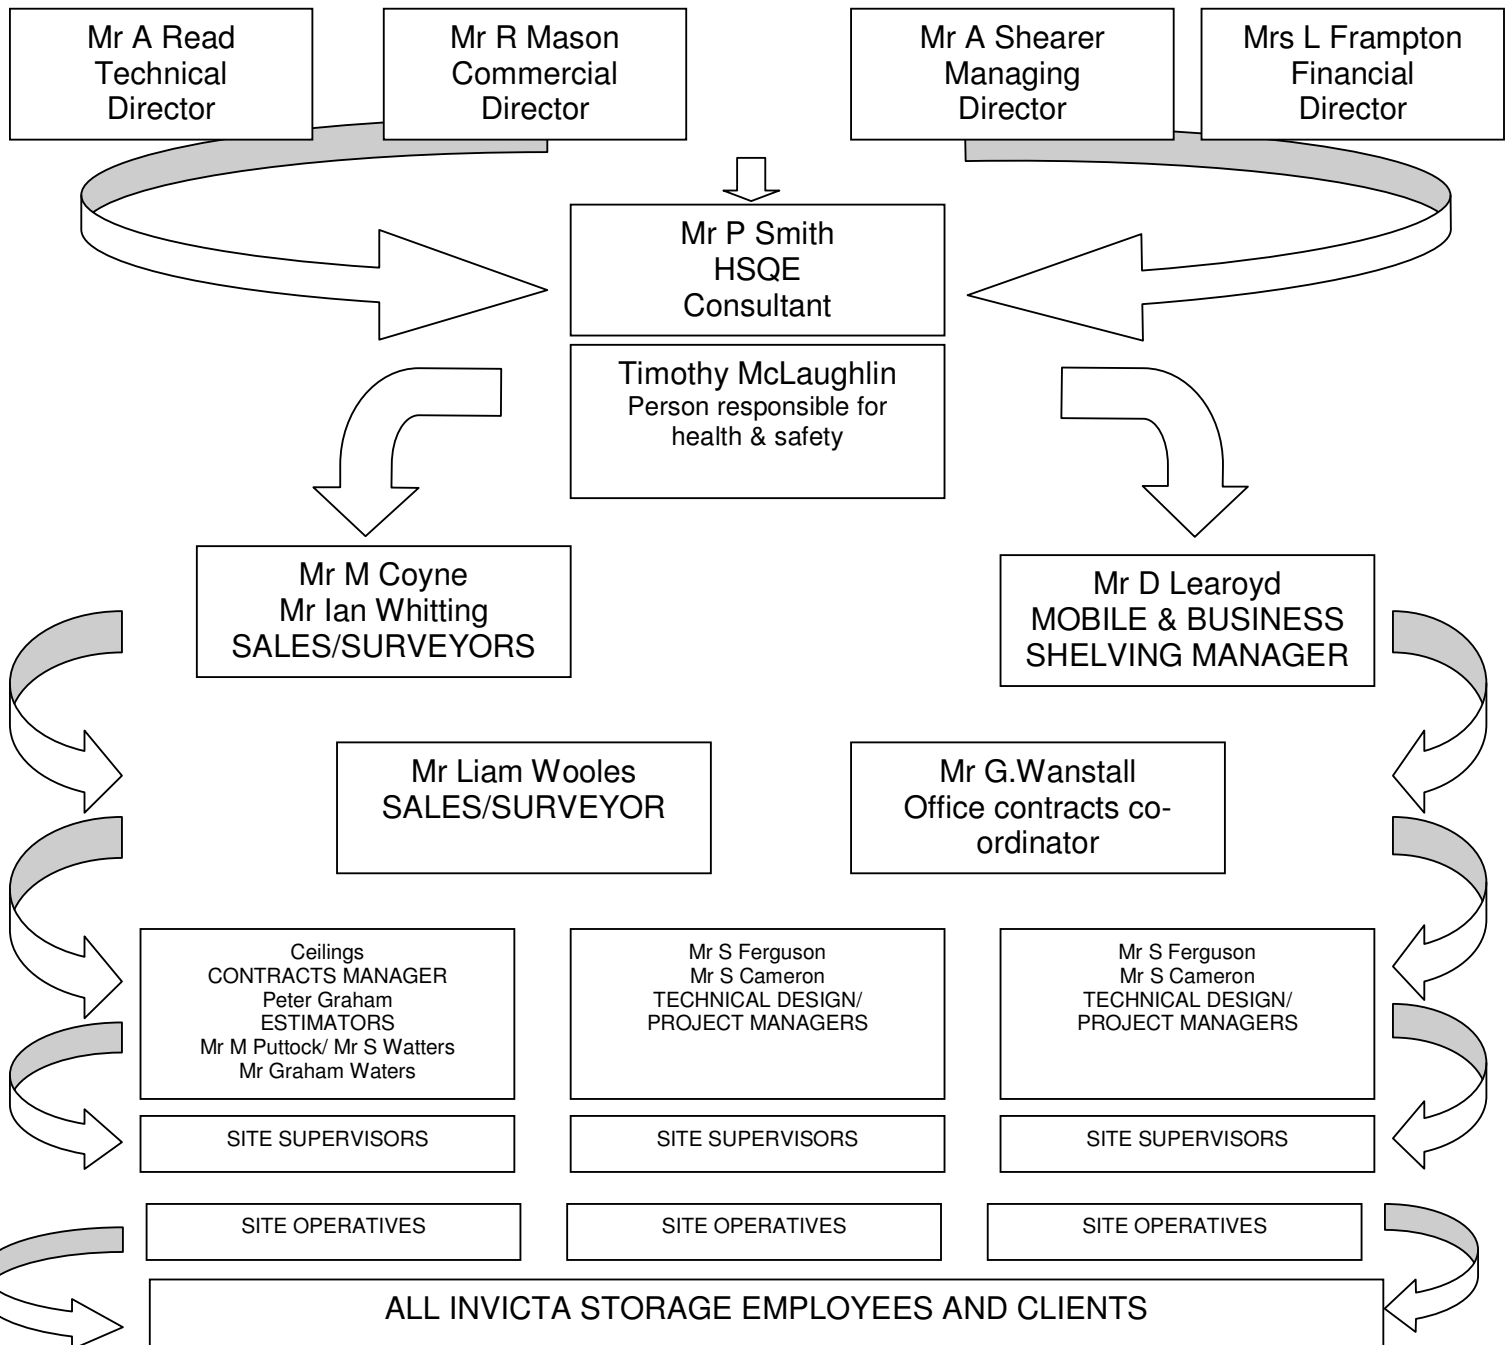 Mr A Read
Technical
Director
Mr R Mason
Commercial
Director
Mr A Shearer
Managing
Director
Mrs L Frampton
Financial
Director
Mr P Smith
HSQE
Consultant
Timothy McLaughlin
Person responsible for
health & safety
Mr M Coyne
Mr Ian Whitting
SALES/SURVEYORS
Mr D Learoyd
MOBILE & BUSINESS
SHELVING MANAGER
Mr Liam Wooles
SALES/SURVEYOR
Mr G.Wanstall
Office contracts co-
ordinator
Ceilings
CONTRACTS MANAGER
Peter Graham
ESTIMATORS
Mr M Puttock/ Mr S Watters
Mr Graham Waters
Mr S Ferguson
Mr S Cameron
TECHNICAL DESIGN/
PROJECT MANAGERS
Mr S Ferguson
Mr S Cameron
TECHNICAL DESIGN/
PROJECT MANAGERS
SITE SUPERVISORS
SITE SUPERVISORS
SITE SUPERVISORS
SITE OPERATIVES
SITE OPERATIVES
SITE OPERATIVES
ALL INVICTA STORAGE EMPLOYEES AND CLIENTS